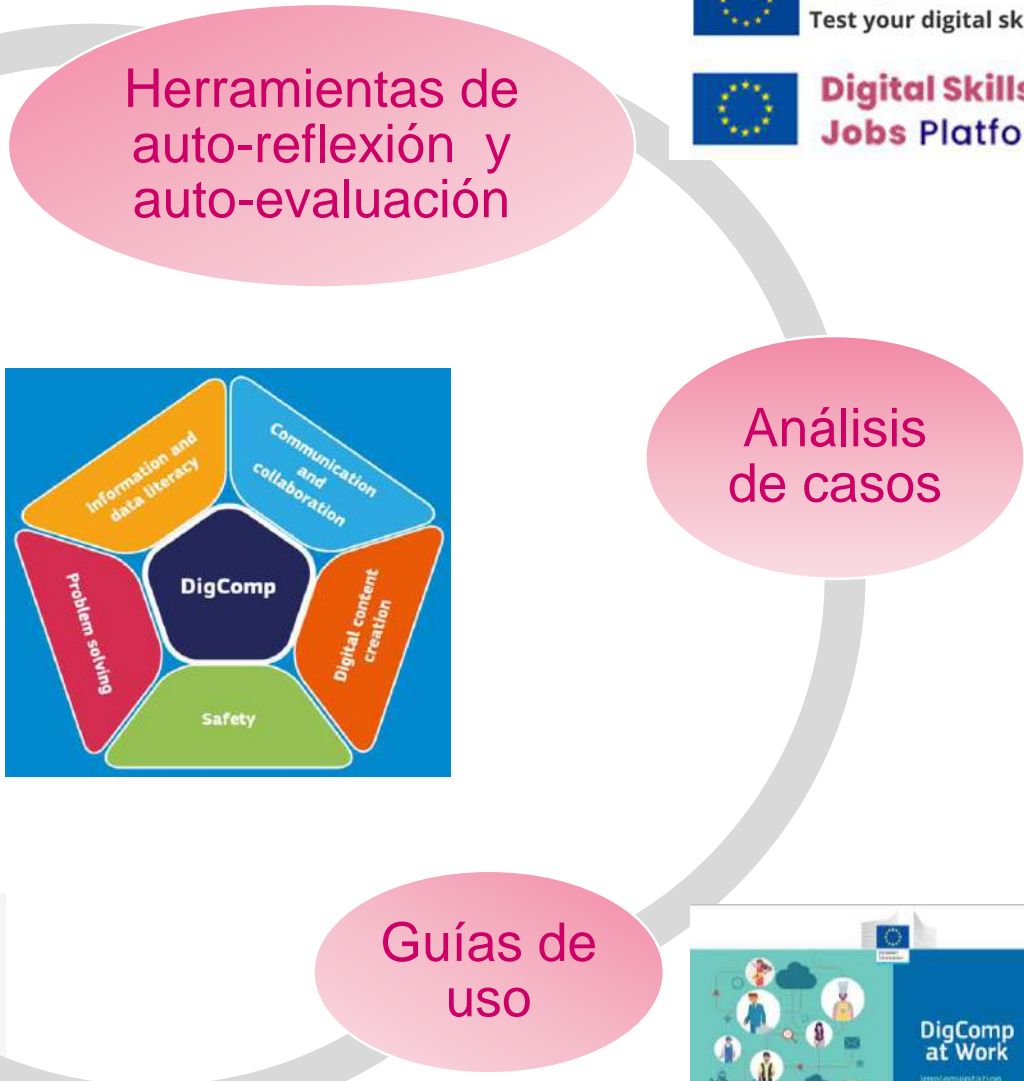 Test your digital sk
Digital Skills
Jobs Platfo
Herramientas de
auto-reflexión y
auto-evaluación
Análisis
de casos
Information and
data literacy
Communication
and
collaboration
Problem solving
DigComp
Digital content
creation
Safety
Guías de
uso
DigComp
at Work
Implementation